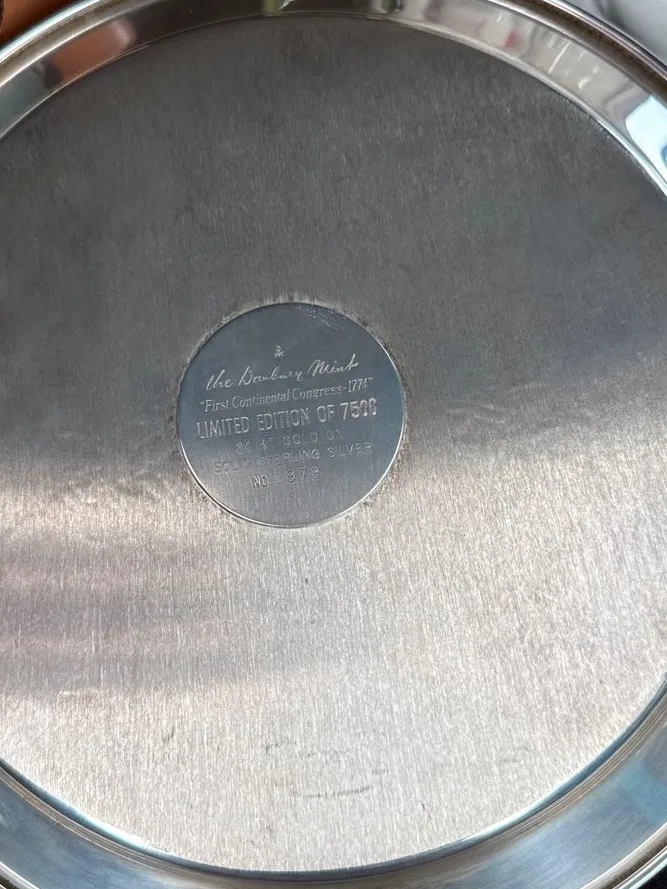 the Danbury Mint
"First Continental Congress-1774"
LIMITED EDITION OF 7500
24 KT GOLD ON
SOLID STERLING SILVER
NO